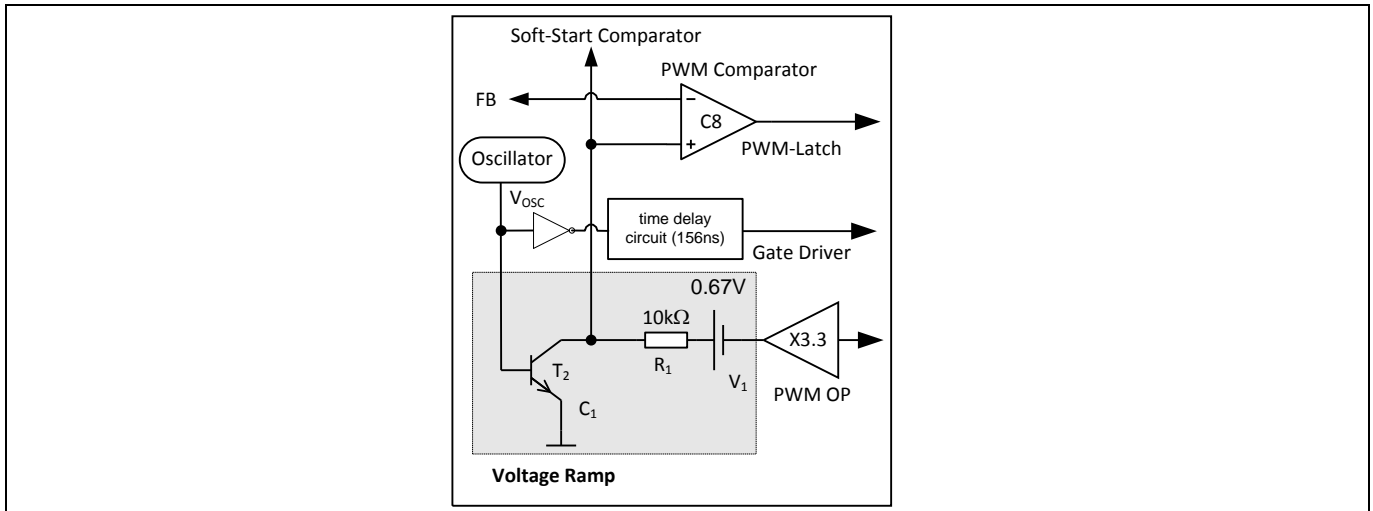 Soft-Start Comparator
PWM Comparator
FB
−
C8
+
PWM-Latch
Oscillator
VOSC
time delay
circuit (156ns)
Gate Driver
0.67V
10kΩ
X3.3
R1
T2
V1
PWM OP
C1
Voltage Ramp